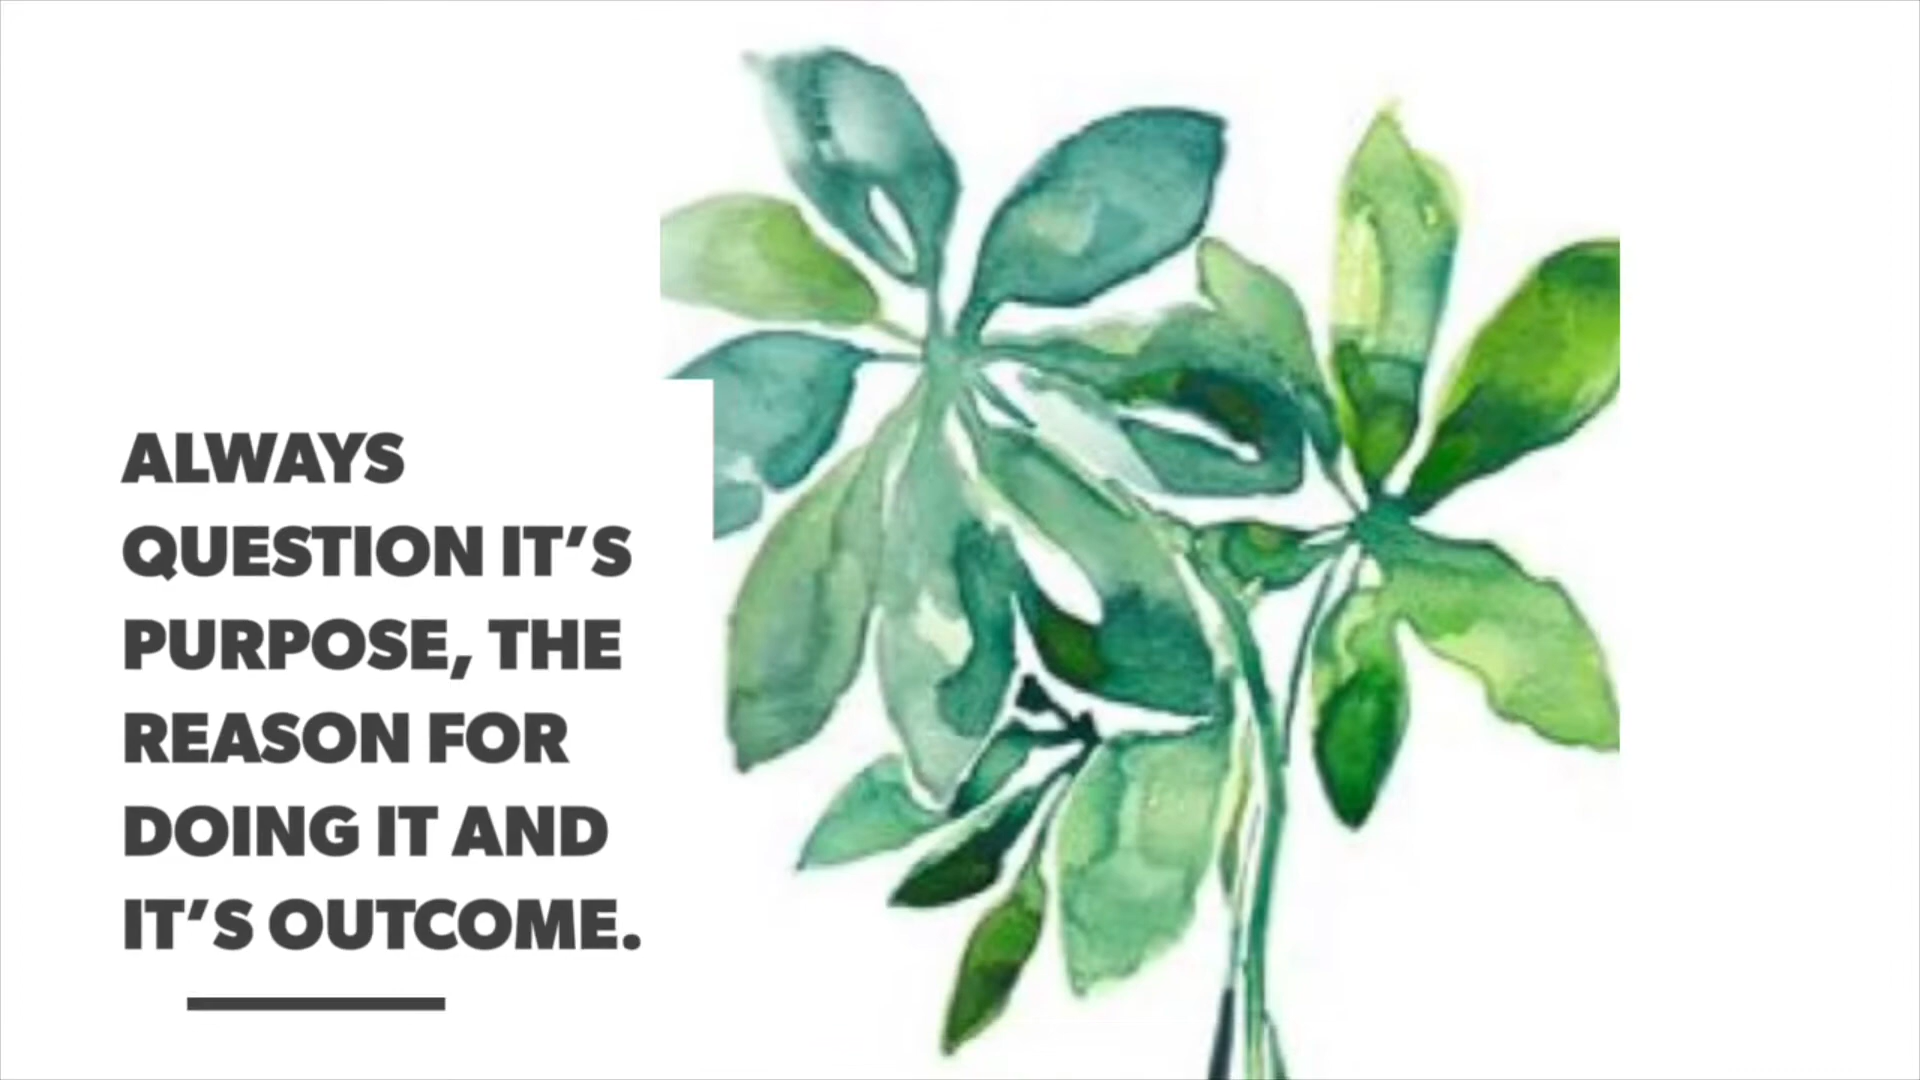 ALWAYS
QUESTION IT’S
PURPOSE, THE
REASON FOR
DOING IT AND
IT’S OUTCOME.